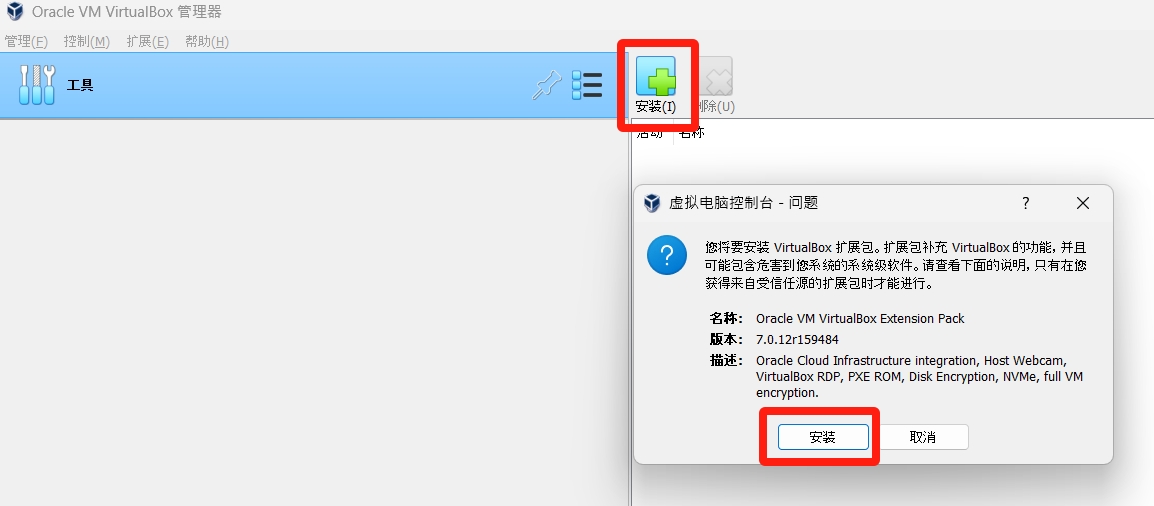 Oracle VM VirtualBox 管理器
管理(F) 控制(M) 扩展(E) 帮助(H)
工具
安装(I)
除(U)
活动 名称
虚拟电脑控制台 - 问题
?
您将要安装 VirtualBox 扩展包。扩展包补充 VirtualBox 的功能, 并且
可能包含危害到您系统的系统级软件。请查看下面的说明, 只有在您
获得来自受信任源的扩展包时才能进行。
名称: Oracle VM VirtualBox Extension Pack
版本: 7.0.12r159484
描述: Oracle Cloud Infrastructure integration, Host Webcam,
VirtualBox RDP, PXE ROM, Disk Encryption, NVMe, full VM
encryption.
安装
取消